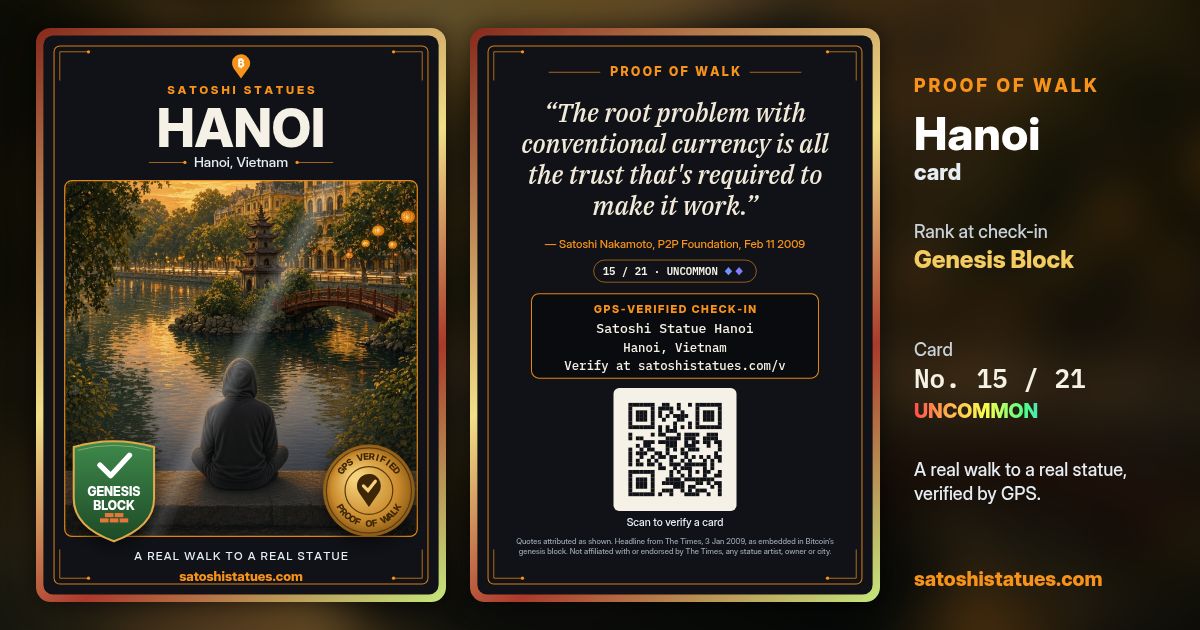 SATOSHI STATUES
HANOI
Hanoi, Vietnam
GENESIS
BLOCK
GPS VERIFIED
PROOF OF WALK
A REAL WALK TO A REAL STATUE
satoshistatues.com
PROOF OF WALK
“The root problem with
conventional currency is all
the trust that's required to
make it work.”
— Satoshi Nakamoto, P2P Foundation, Feb 11 2009
15 / 21 · UNCOMMON
GPS-VERIFIED CHECK-IN
Satoshi Statue Hanoi
Hanoi, Vietnam
Verify at satoshistatues.com/v
Scan to verify a card
Quotes attributed as shown. Headline from The Times, 3 Jan 2009, as embedded in Bitcoin's
genesis block. Not affiliated with or endorsed by The Times, any statue artist, owner or city.
PROOF OF WALK
Hanoi
card
Rank at check-in
Genesis Block
Card
No. 15 / 21
UNCOMMON
A real walk to a real statue,
verified by GPS.
satoshistatues.com